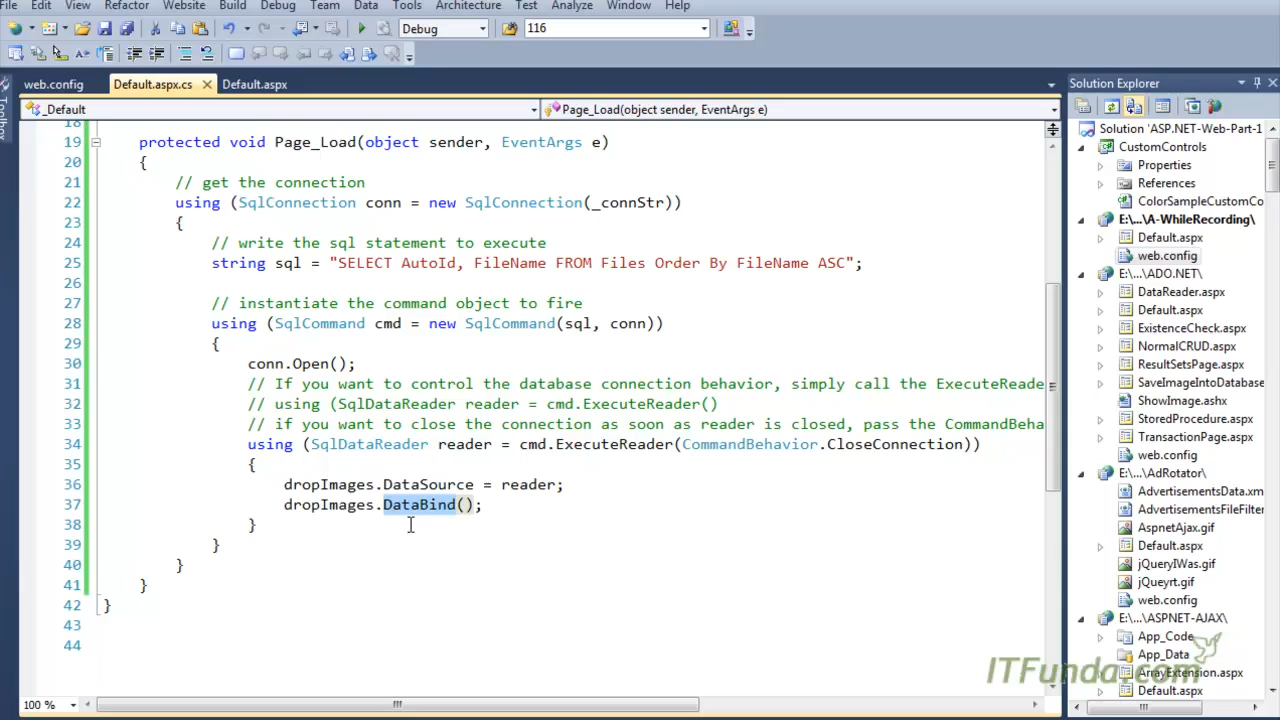 File Edit View Refactor Website Build Debug Team Data Tools Architecture Test Analyze Window Help
Debug 116
web.config Default.aspx.cs Default.aspx
_Default Page_Load(object sender, EventArgs e)
Toolbox
18
19 protected void Page_Load(object sender, EventArgs e)
20 {
21 // get the connection
22 using (SqlConnection conn = new SqlConnection(_connStr))
23 {
24 // write the sql statement to execute
25 string sql = "SELECT AutoId, FileName FROM Files Order By FileName ASC";
26
27 // instantiate the command object to fire
28 using (SqlCommand cmd = new SqlCommand(sql, conn))
29 {
30 conn.Open();
31 // If you want to control the database connection behavior, simply call the ExecuteReade
32 // using (SqlDataReader reader = cmd.ExecuteReader()
33 // if you want to close the connection as soon as reader is closed, pass the CommandBeha
34 using (SqlDataReader reader = cmd.ExecuteReader(CommandBehavior.CloseConnection))
35 {
36 dropImages.DataSource = reader;
37 dropImages.DataBind();
38 }
39 }
40 }
41 }
42 }
43
44
100 %
Solution Explorer
Solution 'ASP.NET-Web-Part-1
CustomControls
Properties
References
ColorSampleCustomCo
E:\...\A-WhileRecording\
Default.aspx
web.config
E:\...\ADO.NET\
DataReader.aspx
Default.aspx
ExistenceCheck.aspx
NormalCRUD.aspx
ResultSetsPage.aspx
SaveImageIntoDatabase
ShowImage.ashx
StoredProcedure.aspx
TransactionPage.aspx
web.config
E:\...\AdRotator\
AdvertisementsData.xm
AdvertisementsFileFilter
AspnetAjax.gif
Default.aspx
jQueryIWas.gif
jQueyrt.gif
web.config
E:\...\ASPNET-AJAX\
App_Code
App_Data
ArrayExtension.aspx
Default.aspx
ITFunda.com